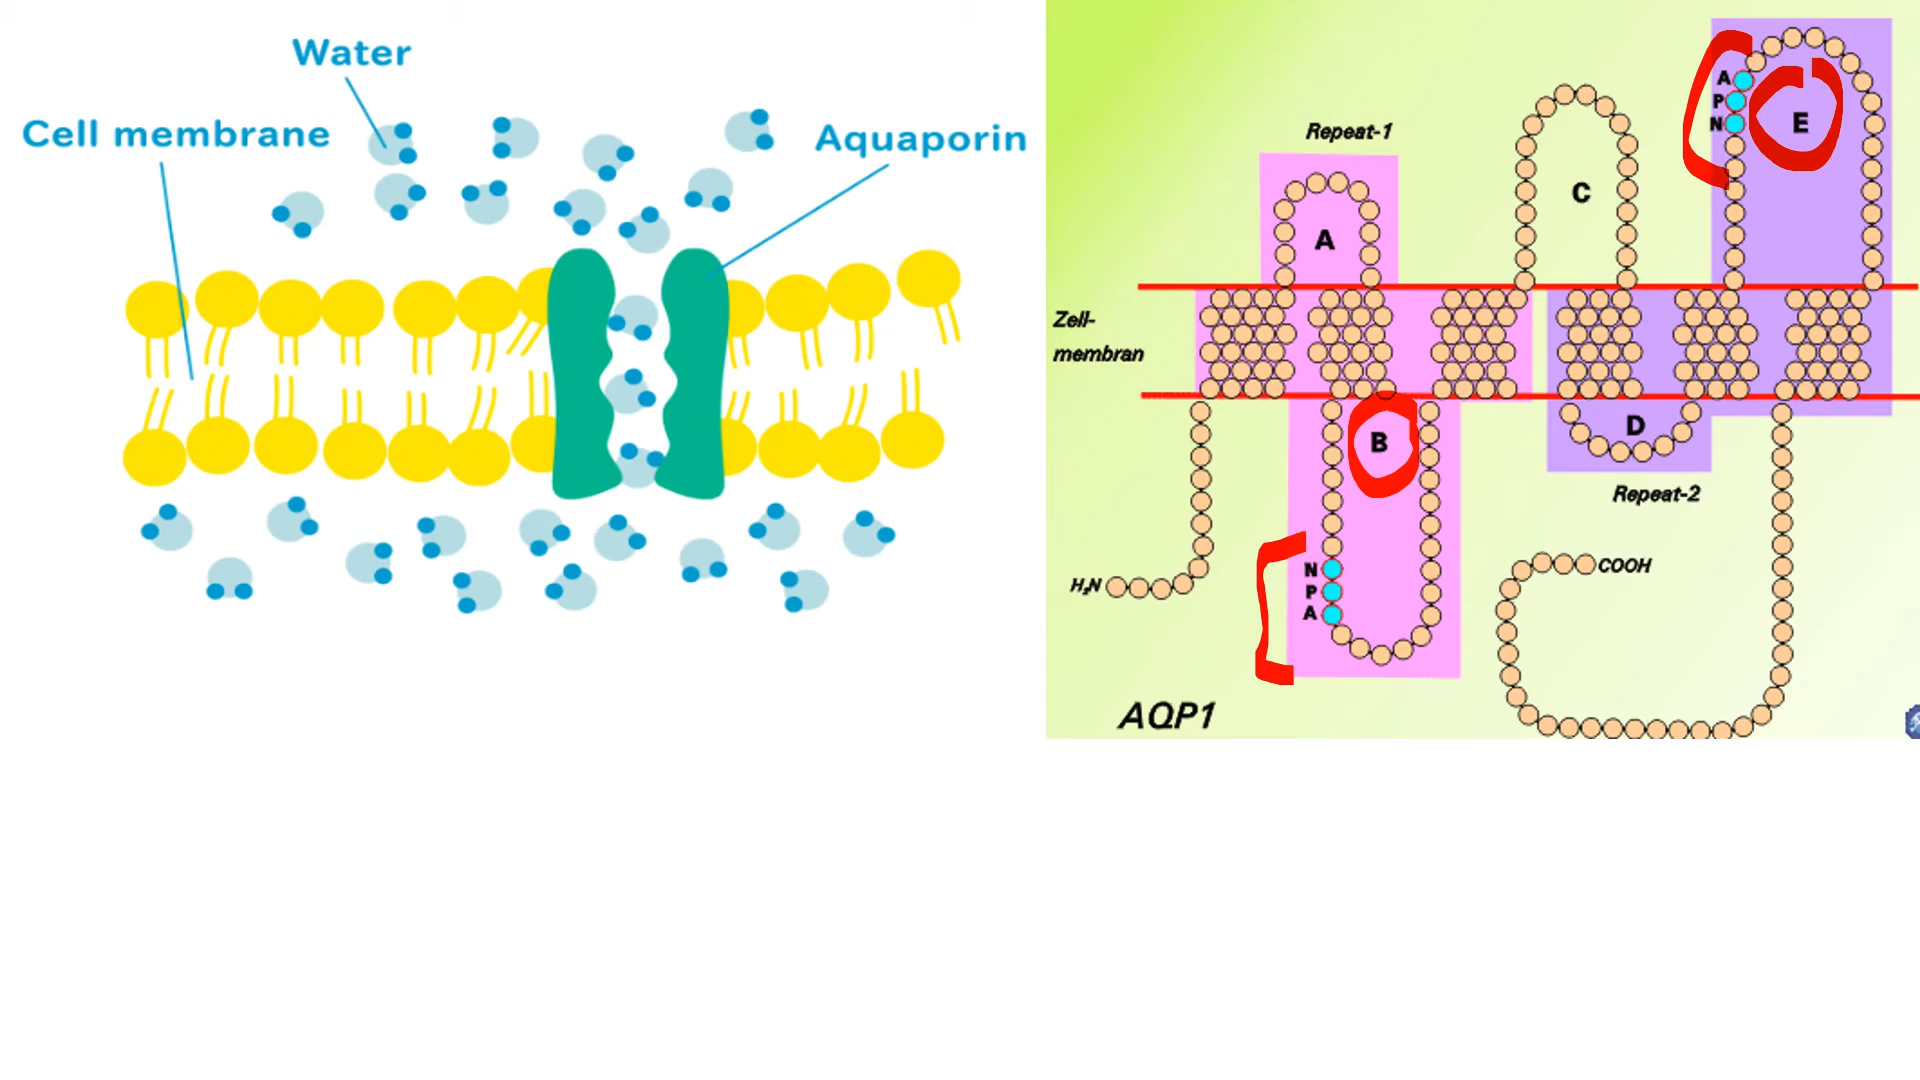 Water
Cell membrane
Aquaporin
Repeat-1
A
C
A
P
N
E
Zell-
membran
B
D
Repeat-2
H₂N
N
P
A
COOH
AQP1